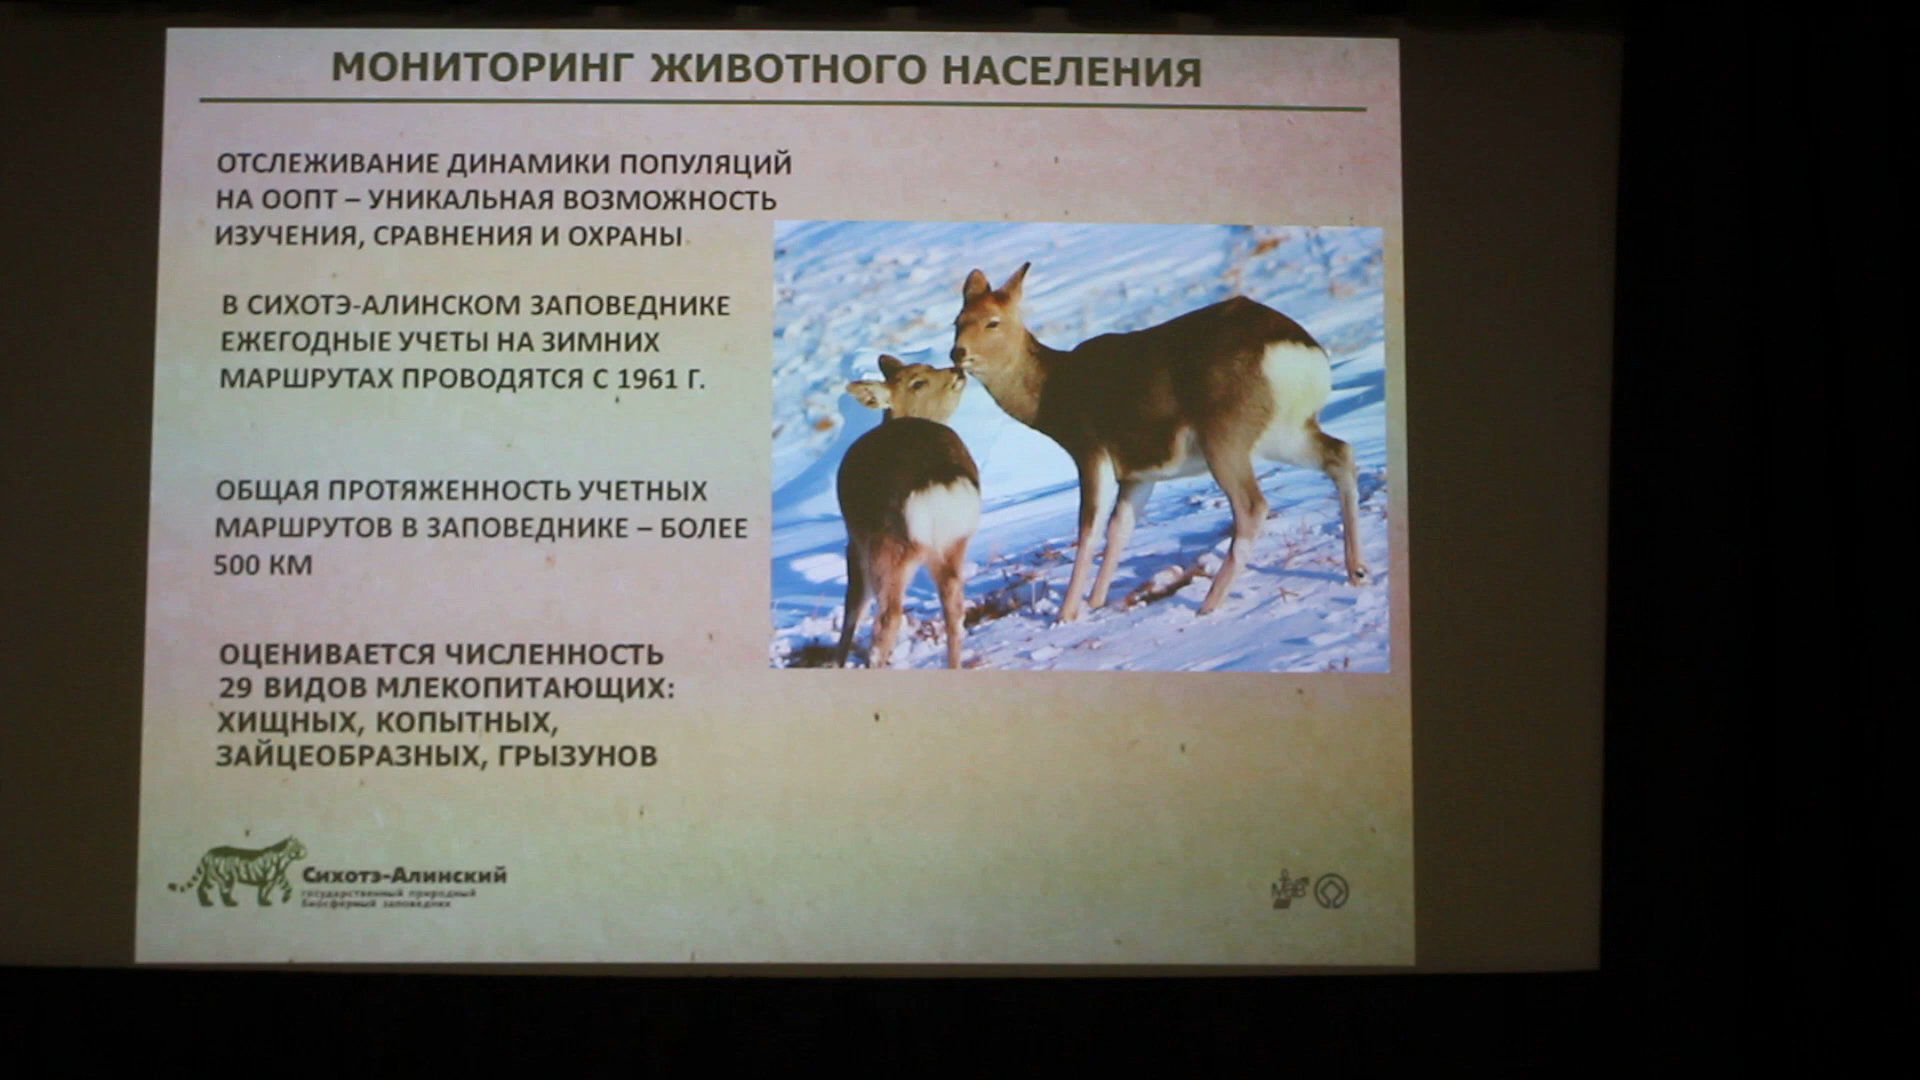 МОНИТОРИНГ ЖИВОТНОГО НАСЕЛЕНИЯ
ОТСЛЕЖИВАНИЕ ДИНАМИКИ ПОПУЛЯЦИЙ
НА ООПТ – УНИКАЛЬНАЯ ВОЗМОЖНОСТЬ
ИЗУЧЕНИЯ, СРАВНЕНИЯ И ОХРАНЫ
В СИХОТЭ-АЛИНСКОМ ЗАПОВЕДНИКЕ
ЕЖЕГОДНЫЕ УЧЕТЫ НА ЗИМНИХ
МАРШРУТАХ ПРОВОДЯТСЯ С 1961 Г.
ОБЩАЯ ПРОТЯЖЕННОСТЬ УЧЕТНЫХ
МАРШРУТОВ В ЗАПОВЕДНИКЕ – БОЛЕЕ
500 КМ
ОЦЕНИВАЕТСЯ ЧИСЛЕННОСТЬ
29 ВИДОВ МЛЕКОПИТАЮЩИХ:
ХИЩНЫХ, КОПЫТНЫХ,
ЗАЙЦЕОБРАЗНЫХ, ГРЫЗУНОВ
Сихотэ-Алинский
государственный природный
биосферный заповедник